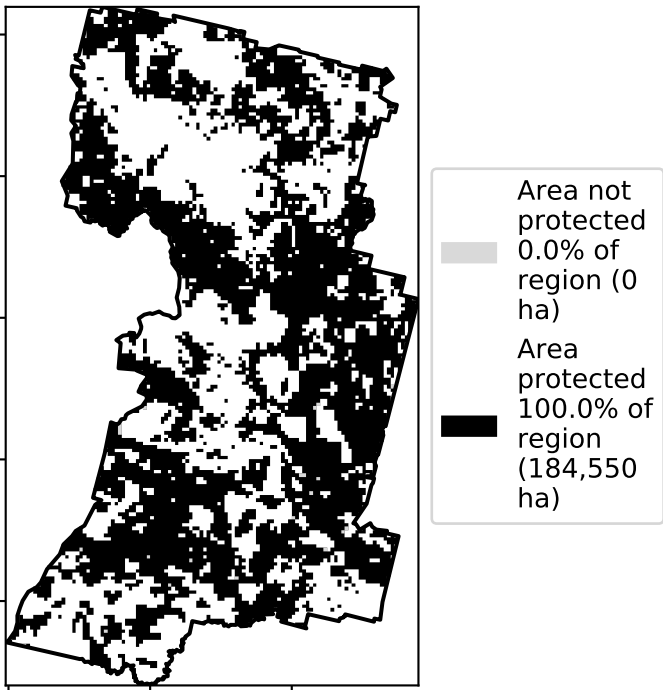 Area not
protected
0.0% of
region (0
ha)
Area
protected
100.0% of
region
(184,550
ha)